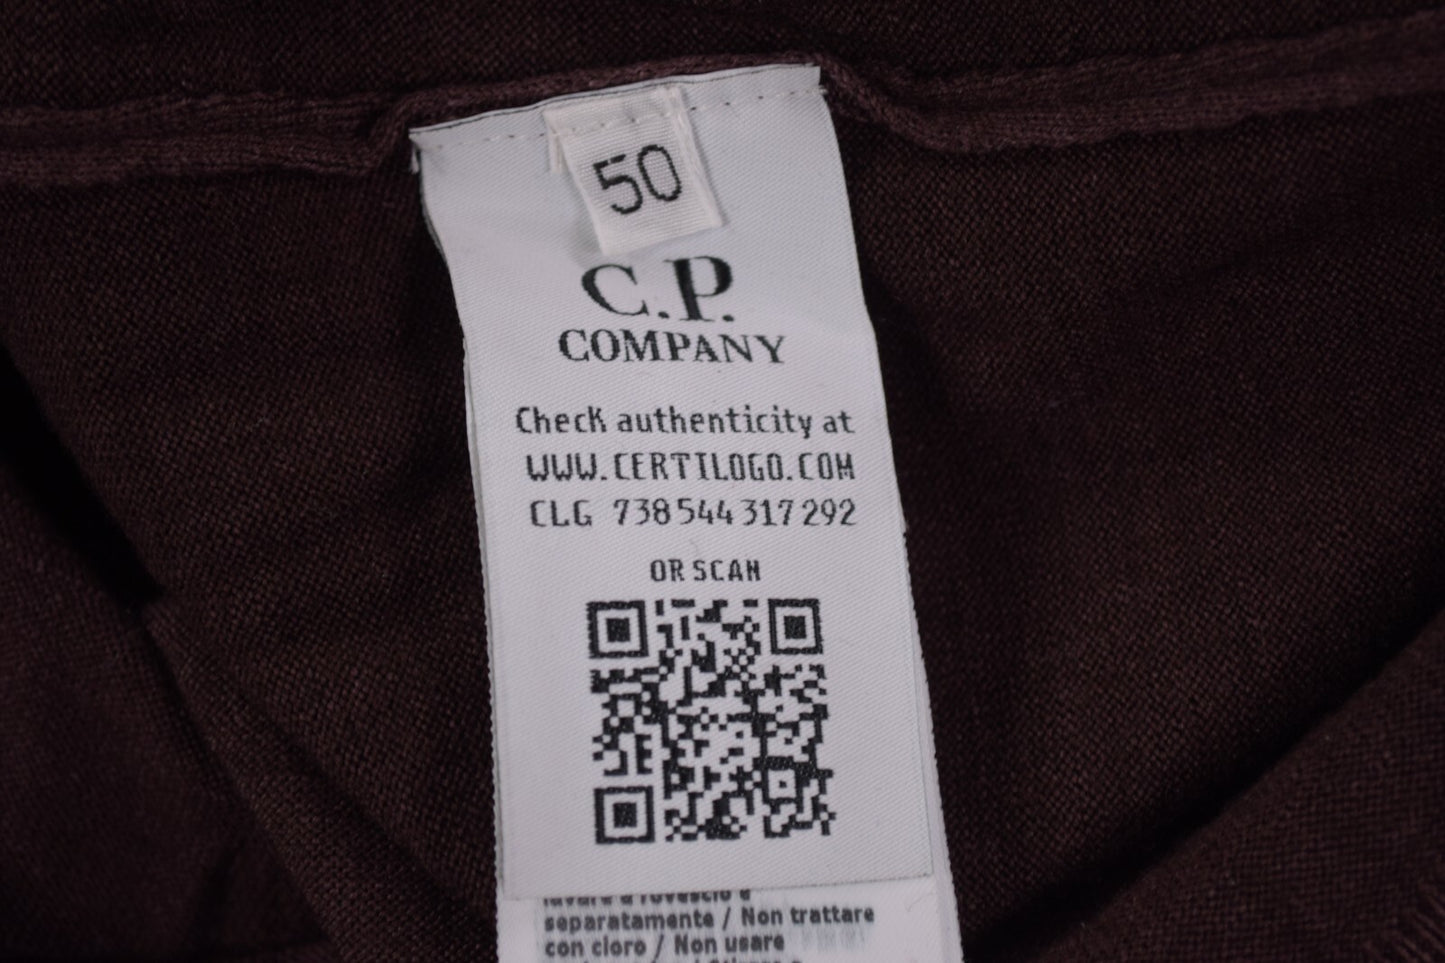 50
C.P.
COMPANY
Check authenticity at
WWW.CERTILOGO.COM
CLG 738 544 317 292
OR SCAN
lavare a rovescio e
separatamente / Non trattare
con cloro / Non usare